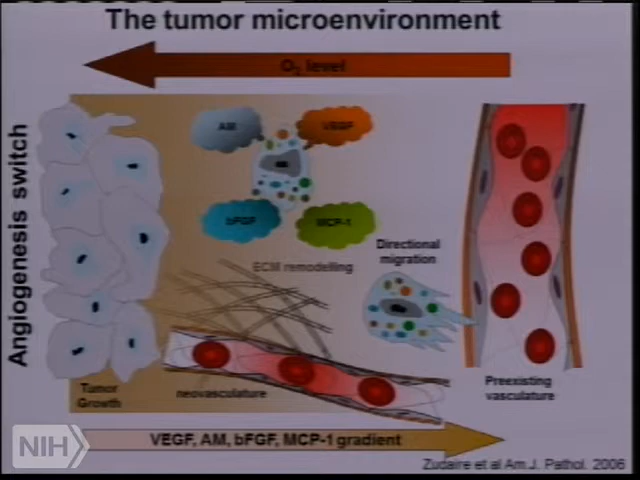 The tumor microenvironment
O2 level
Angiogenesis switch
AM
VEGF
bFGF
MCP-1
ECM remodelling
Directional
migration
Tumor
Growth
neovasculature
Preexisting
vasculature
VEGF, AM, bFGF, MCP-1 gradient
NIH
Zudaire et al Am.J. Pathol. 2006